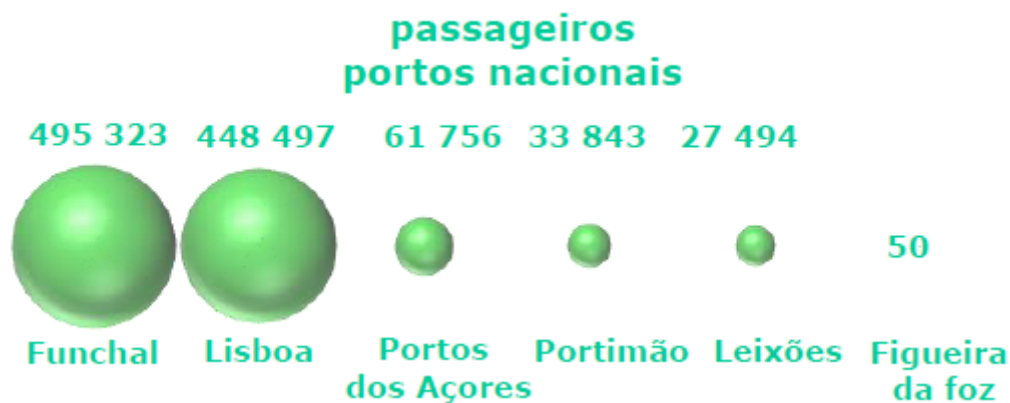 passageiros
portos nacionais
495 323 448 497 61 756 33 843 27 494
50
Funchal Lisboa Portos Portimão Leixões Figueira
dos Açores da foz